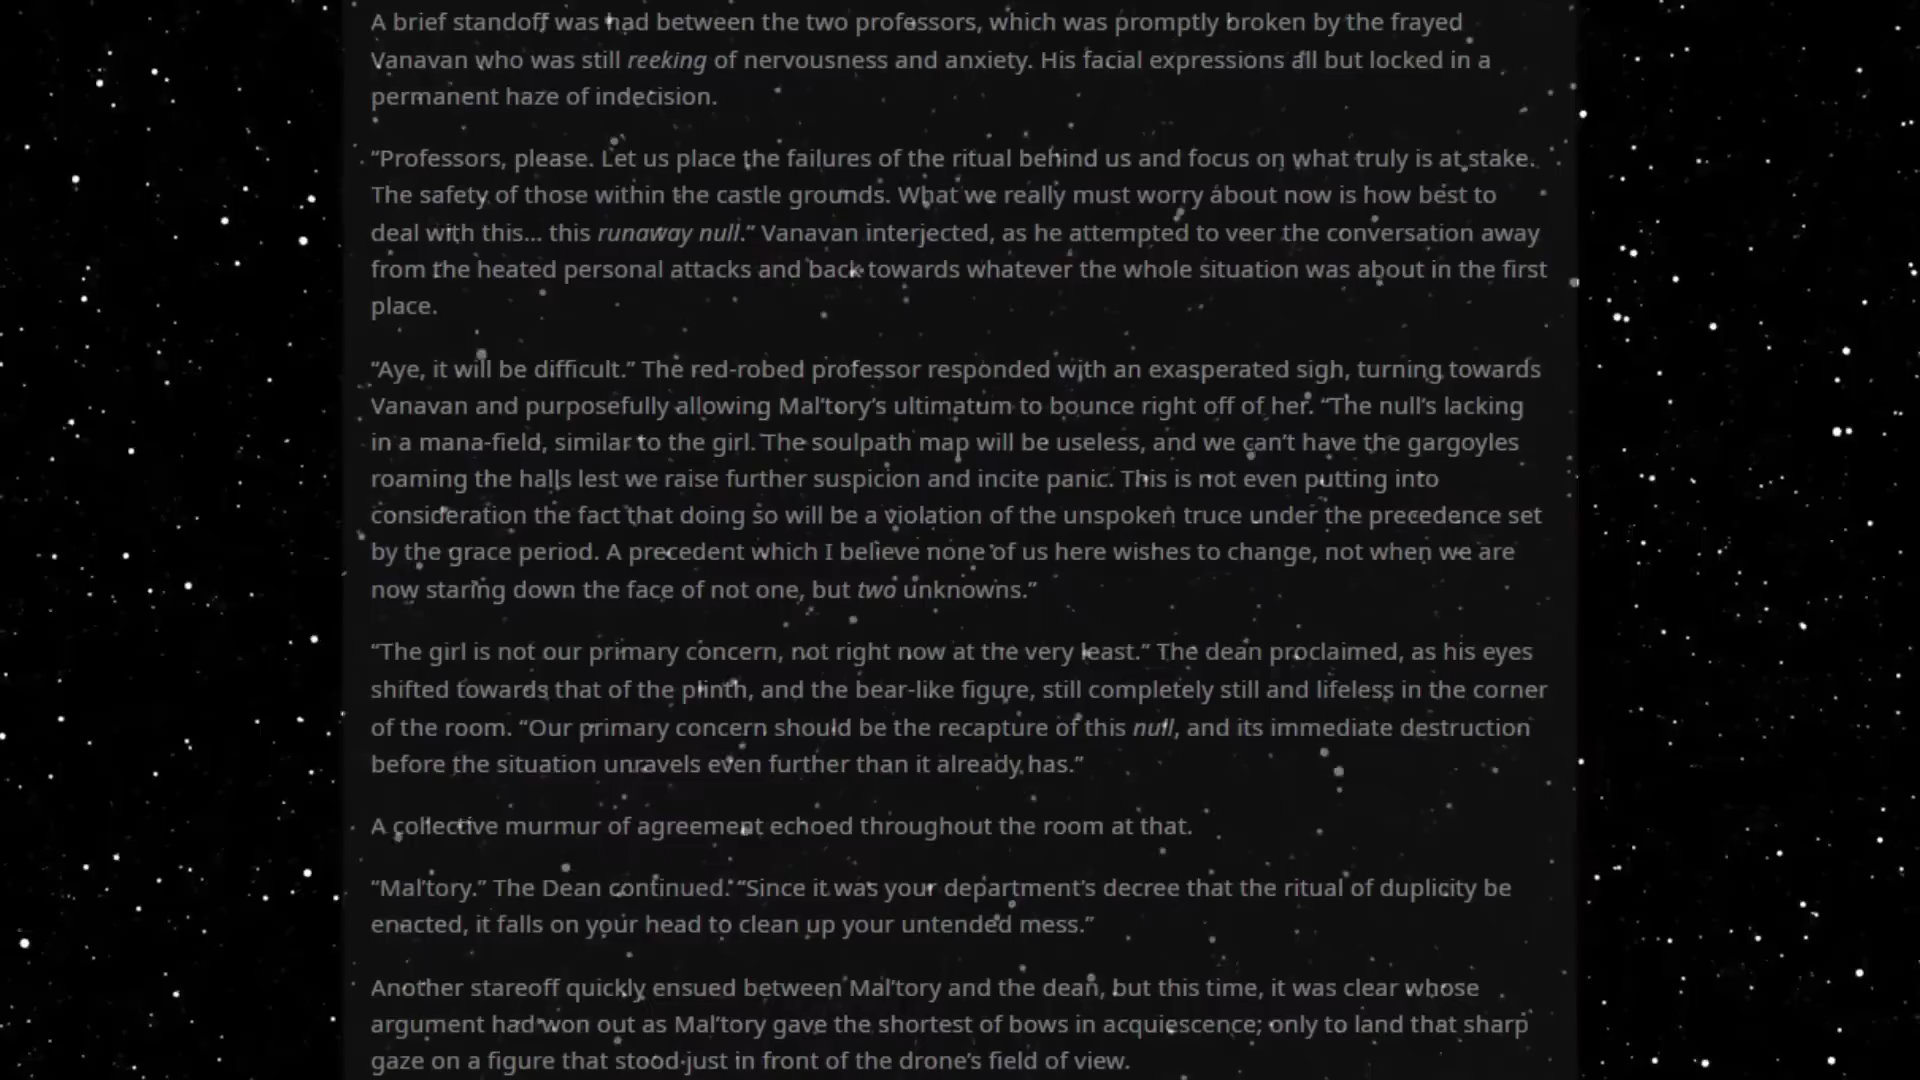 A brief standoff was had between the two professors, which was promptly broken by the frayed
Vanavan who was still reeking of nervousness and anxiety. His facial expressions all but locked in a
permanent haze of indecision.
“Professors, please. Let us place the failures of the ritual behind us and focus on what truly is at stake.
The safety of those within the castle grounds. What we really must worry about now is how best to
deal with this… this runaway null.” Vanavan interjected, as he attempted to veer the conversation away
from the heated personal attacks and back towards whatever the whole situation was about in the first
place.
“Aye, it will be difficult.” The red-robed professor responded with an exasperated sigh, turning towards
Vanavan and purposefully allowing Mal’tory’s ultimatum to bounce right off of her. “The null’s lacking
in a mana-field, similar to the girl. The soulpath map will be useless, and we can’t have the gargoyles
roaming the halls lest we raise further suspicion and incite panic. This is not even putting into
consideration the fact that doing so will be a violation of the unspoken truce under the precedence set
by the grace period. A precedent which I believe none of us here wishes to change, not when we are
now staring down the face of not one, but two unknowns.”
“The girl is not our primary concern, not right now at the very least.” The dean proclaimed, as his eyes
shifted towards that of the plinth, and the bear-like figure, still completely still and lifeless in the corner
of the room. “Our primary concern should be the recapture of this null, and its immediate destruction
before the situation unravels even further than it already has.”
A collective murmur of agreement echoed throughout the room at that.
“Mal’tory.” The Dean continued. “Since it was your department’s decree that the ritual of duplicity be
enacted, it falls on your head to clean up your untended mess.”
Another stareoff quickly ensued between Mal’tory and the dean, but this time, it was clear whose
argument had won out as Mal’tory gave the shortest of bows in acquiescence; only to land that sharp
gaze on a figure that stood just in front of the drone’s field of view.